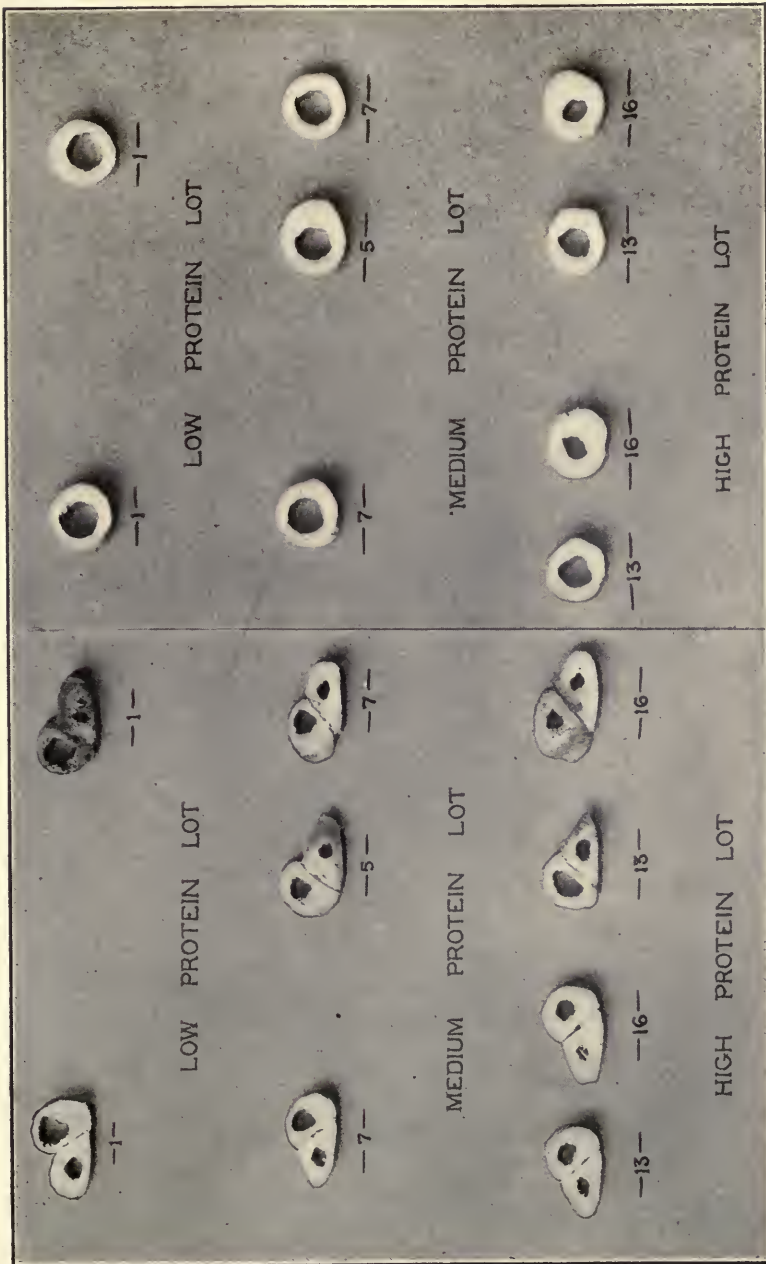 —1— —1—
LOW PROTEIN LOT
—7— —5— —7—
MEDIUM PROTEIN LOT
—13— —16— —13— —16—
HIGH PROTEIN LOT
—1— —1—
LOW PROTEIN LOT
—7— —5— —7—
MEDIUM PROTEIN LOT
—13— —16— —13— —16—
HIGH PROTEIN LOT